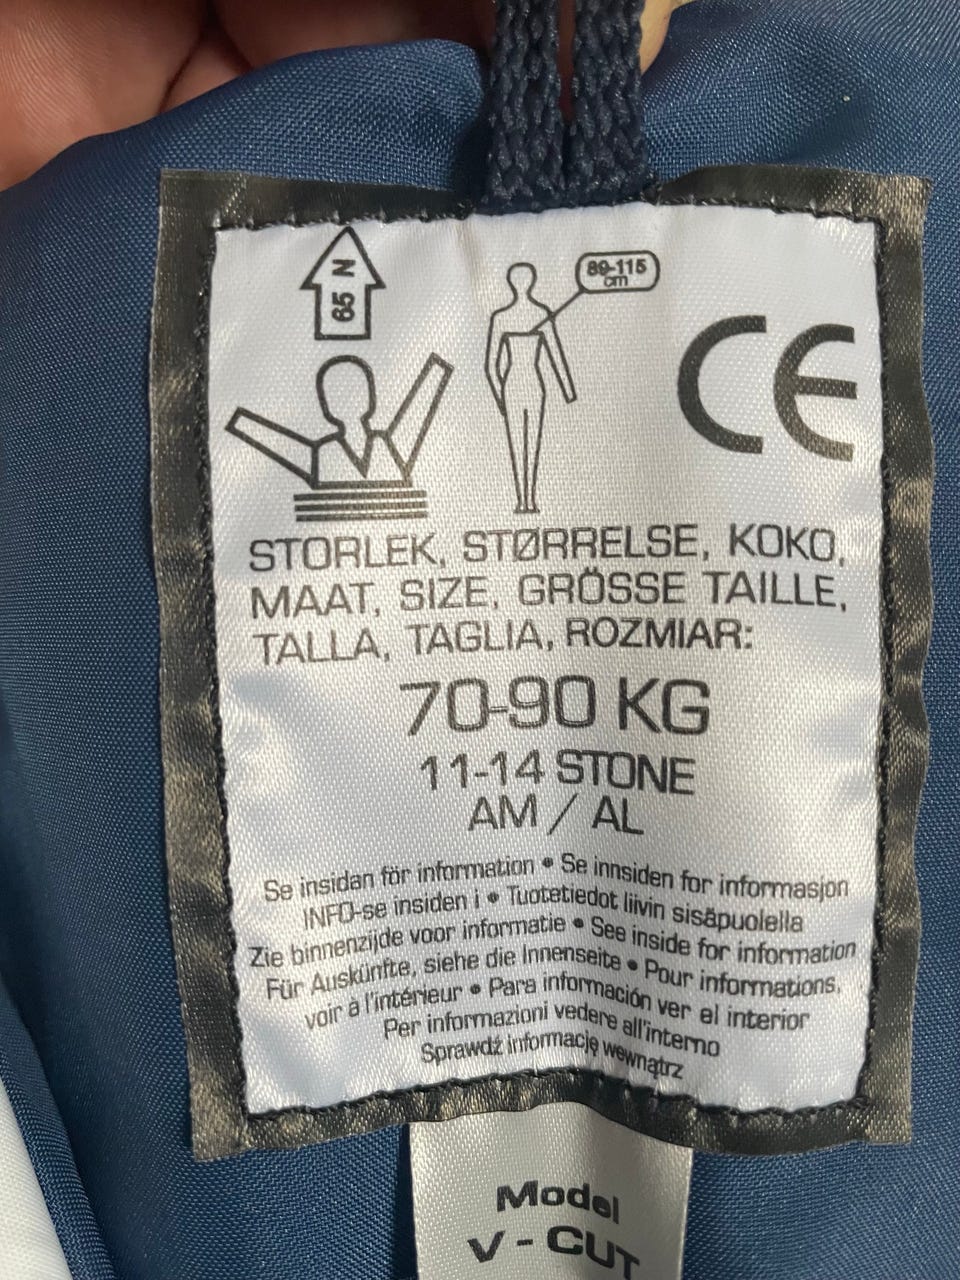 65 N
89-115
cm
CE
STORLEK, STØRRELSE, KOKO,
MAAT, SIZE, GRÖSSE TAILLE,
TALLA, TAGLIA, ROZMIAR:
70-90 KG
11-14 STONE
AM / AL
Se insidan för information • Se innsiden for informasjon
INFO-se insiden i • Tuotetiedot liivin sisäpuolella
Zie binnenzijde voor informatie • See inside for information
Für Auskünfte, siehe die Innenseite • Pour informations,
voir à l'intérieur • Para información ver el interior
Per informazioni vedere all'interno
Sprawdź informację wewnątrz
Model
V - CUT